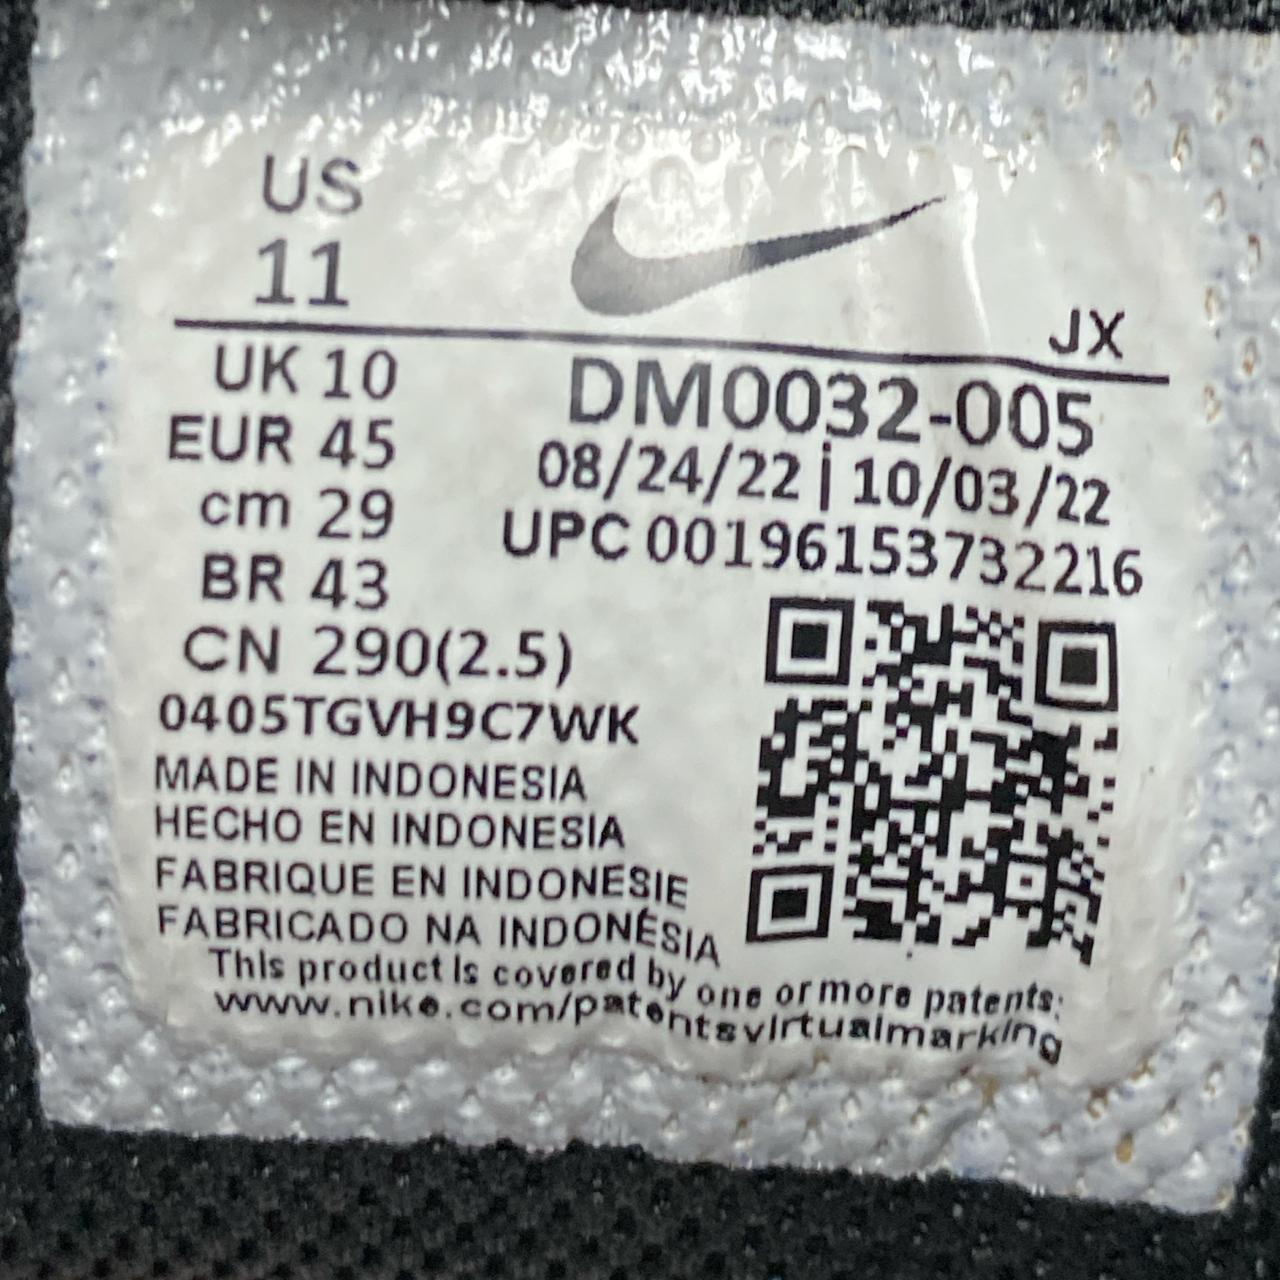 US
11
JX
UK 10
EUR 45
cm 29
BR 43
CN 290(2.5)
DM0032-005
08/24/22 | 10/03/22
UPC 00196153732216
0405TGVH9C7WK
MADE IN INDONESIA
HECHO EN INDONESIA
FABRIQUE EN INDONESIE
FABRICADO NA INDONÉSIA
This product is covered by one or more patents:
www.nike.com/patentsvirtualmarking